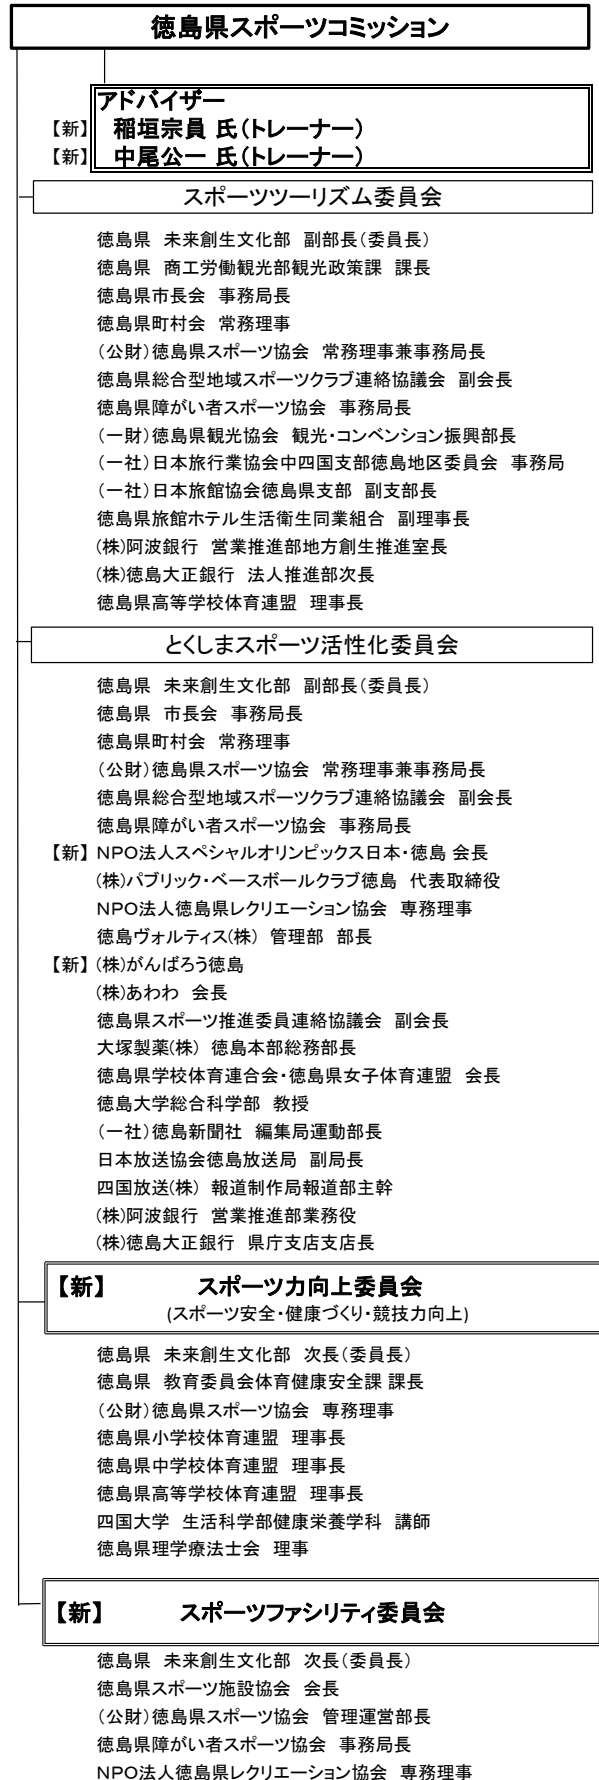 徳島県スポーツコミッション
アドバイザー
【新】 稲垣宗員 氏(トレーナー)
【新】 中尾公一 氏(トレーナー)
スポーツツーリズム委員会
徳島県 未来創生文化部 副部長(委員長)
徳島県 商工労働観光部観光政策課 課長
徳島県市長会 事務局長
徳島県町村会 常務理事
(公財)徳島県スポーツ協会 常務理事兼事務局長
徳島県総合型地域スポーツクラブ連絡協議会 副会長
徳島県障がい者スポーツ協会 事務局長
(一財)徳島県観光協会 観光・コンベンション振興部長
(一社)日本旅行業協会中四国支部徳島地区委員会 事務局
(一社)日本旅館協会徳島県支部 副支部長
徳島県旅館ホテル生活衛生同業組合 副理事長
(株)阿波銀行 営業推進部地方創生推進室長
(株)徳島大正銀行 法人推進部次長
徳島県高等学校体育連盟 理事長
とくしまスポーツ活性化委員会
徳島県 未来創生文化部 副部長(委員長)
徳島県 市長会 事務局長
徳島県町村会 常務理事
(公財)徳島県スポーツ協会 常務理事兼事務局長
徳島県総合型地域スポーツクラブ連絡協議会 副会長
徳島県障がい者スポーツ協会 事務局長
【新】 NPO法人スペシャルオリンピックス日本・徳島 会長
(株)パブリック・ベースボールクラブ徳島 代表取締役
NPO法人徳島県レクリエーション協会 専務理事
徳島ヴォルティス(株) 管理部 部長
【新】 (株)がんばろう徳島
(株)あわわ 会長
徳島県スポーツ推進委員連絡協議会 副会長
大塚製薬(株) 徳島本部総務部長
徳島県学校体育連合会・徳島県女子体育連盟 会長
徳島大学総合科学部 教授
(一社)徳島新聞社 編集局運動部長
日本放送協会徳島放送局 副局長
四国放送(株) 報道制作局報道部主幹
(株)阿波銀行 営業推進部業務役
(株)徳島大正銀行 県庁支店支店長
【新】 スポーツ力向上委員会
(スポーツ安全・健康づくり・競技力向上)
徳島県 未来創生文化部 次長(委員長)
徳島県 教育委員会体育健康安全課 課長
(公財)徳島県スポーツ協会 専務理事
徳島県小学校体育連盟 理事長
徳島県中学校体育連盟 理事長
徳島県高等学校体育連盟 理事長
四国大学 生活科学部健康栄養学科 講師
徳島県理学療法士会 理事
【新】 スポーツファシリティ委員会
徳島県 未来創生文化部 次長(委員長)
徳島県スポーツ施設協会 会長
(公財)徳島県スポーツ協会 管理運営部長
徳島県障がい者スポーツ協会 事務局長
NPO法人徳島県レクリエーション協会 専務理事